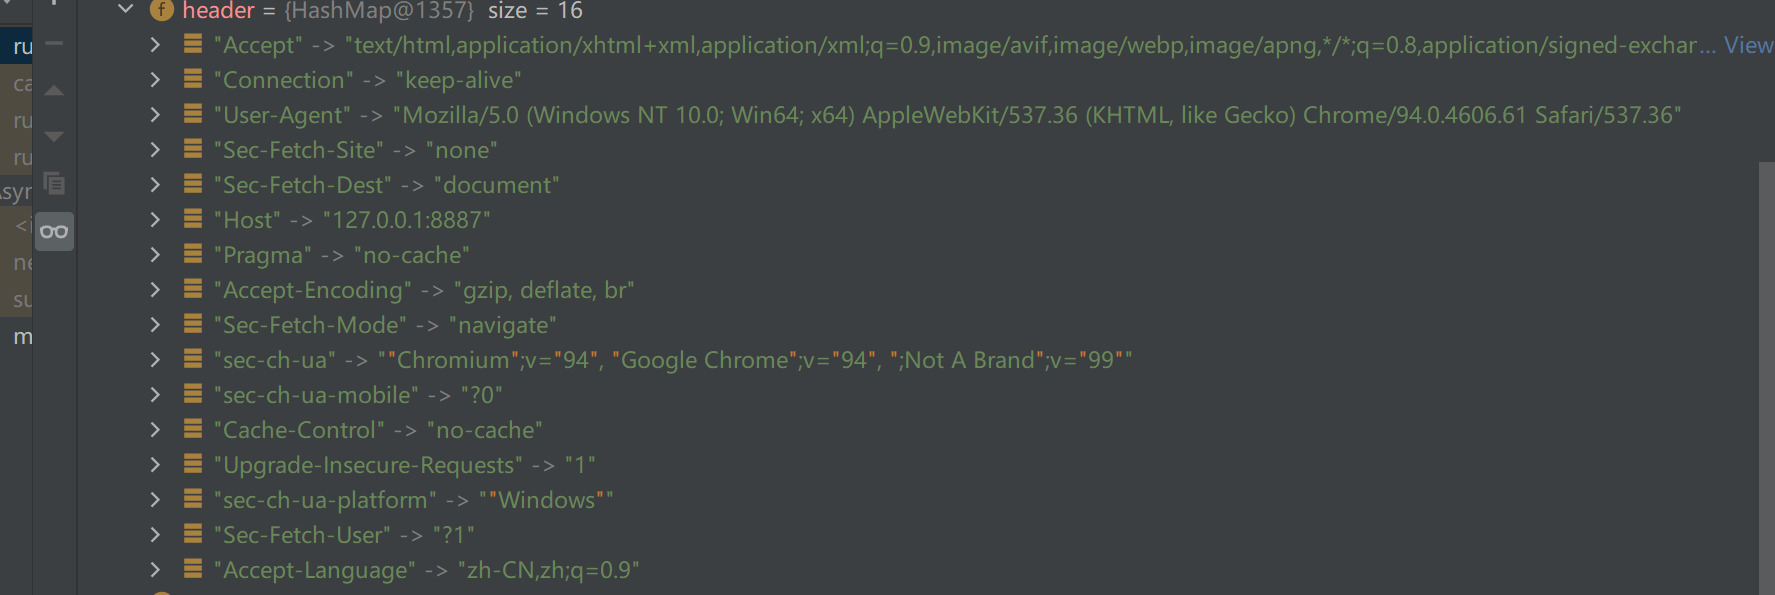 f header = {HashMap@1357} size = 16
"Accept" -> "text/html,application/xhtml+xml,application/xml;q=0.9,image/avif,image/webp,image/apng,*/*;q=0.8,application/signed-exchar... View
"Connection" -> "keep-alive"
"User-Agent" -> "Mozilla/5.0 (Windows NT 10.0; Win64; x64) AppleWebKit/537.36 (KHTML, like Gecko) Chrome/94.0.4606.61 Safari/537.36"
"Sec-Fetch-Site" -> "none"
"Sec-Fetch-Dest" -> "document"
"Host" -> "127.0.0.1:8887"
"Pragma" -> "no-cache"
"Accept-Encoding" -> "gzip, deflate, br"
"Sec-Fetch-Mode" -> "navigate"
"sec-ch-ua" -> ""Chromium";v="94", "Google Chrome";v="94", ";Not A Brand";v="99""
"sec-ch-ua-mobile" -> "?0"
"Cache-Control" -> "no-cache"
"Upgrade-Insecure-Requests" -> "1"
"sec-ch-ua-platform" -> ""Windows""
"Sec-Fetch-User" -> "?1"
"Accept-Language" -> "zh-CN,zh;q=0.9"
ru
ca
ru
ru
syn
<i
ne
su
m